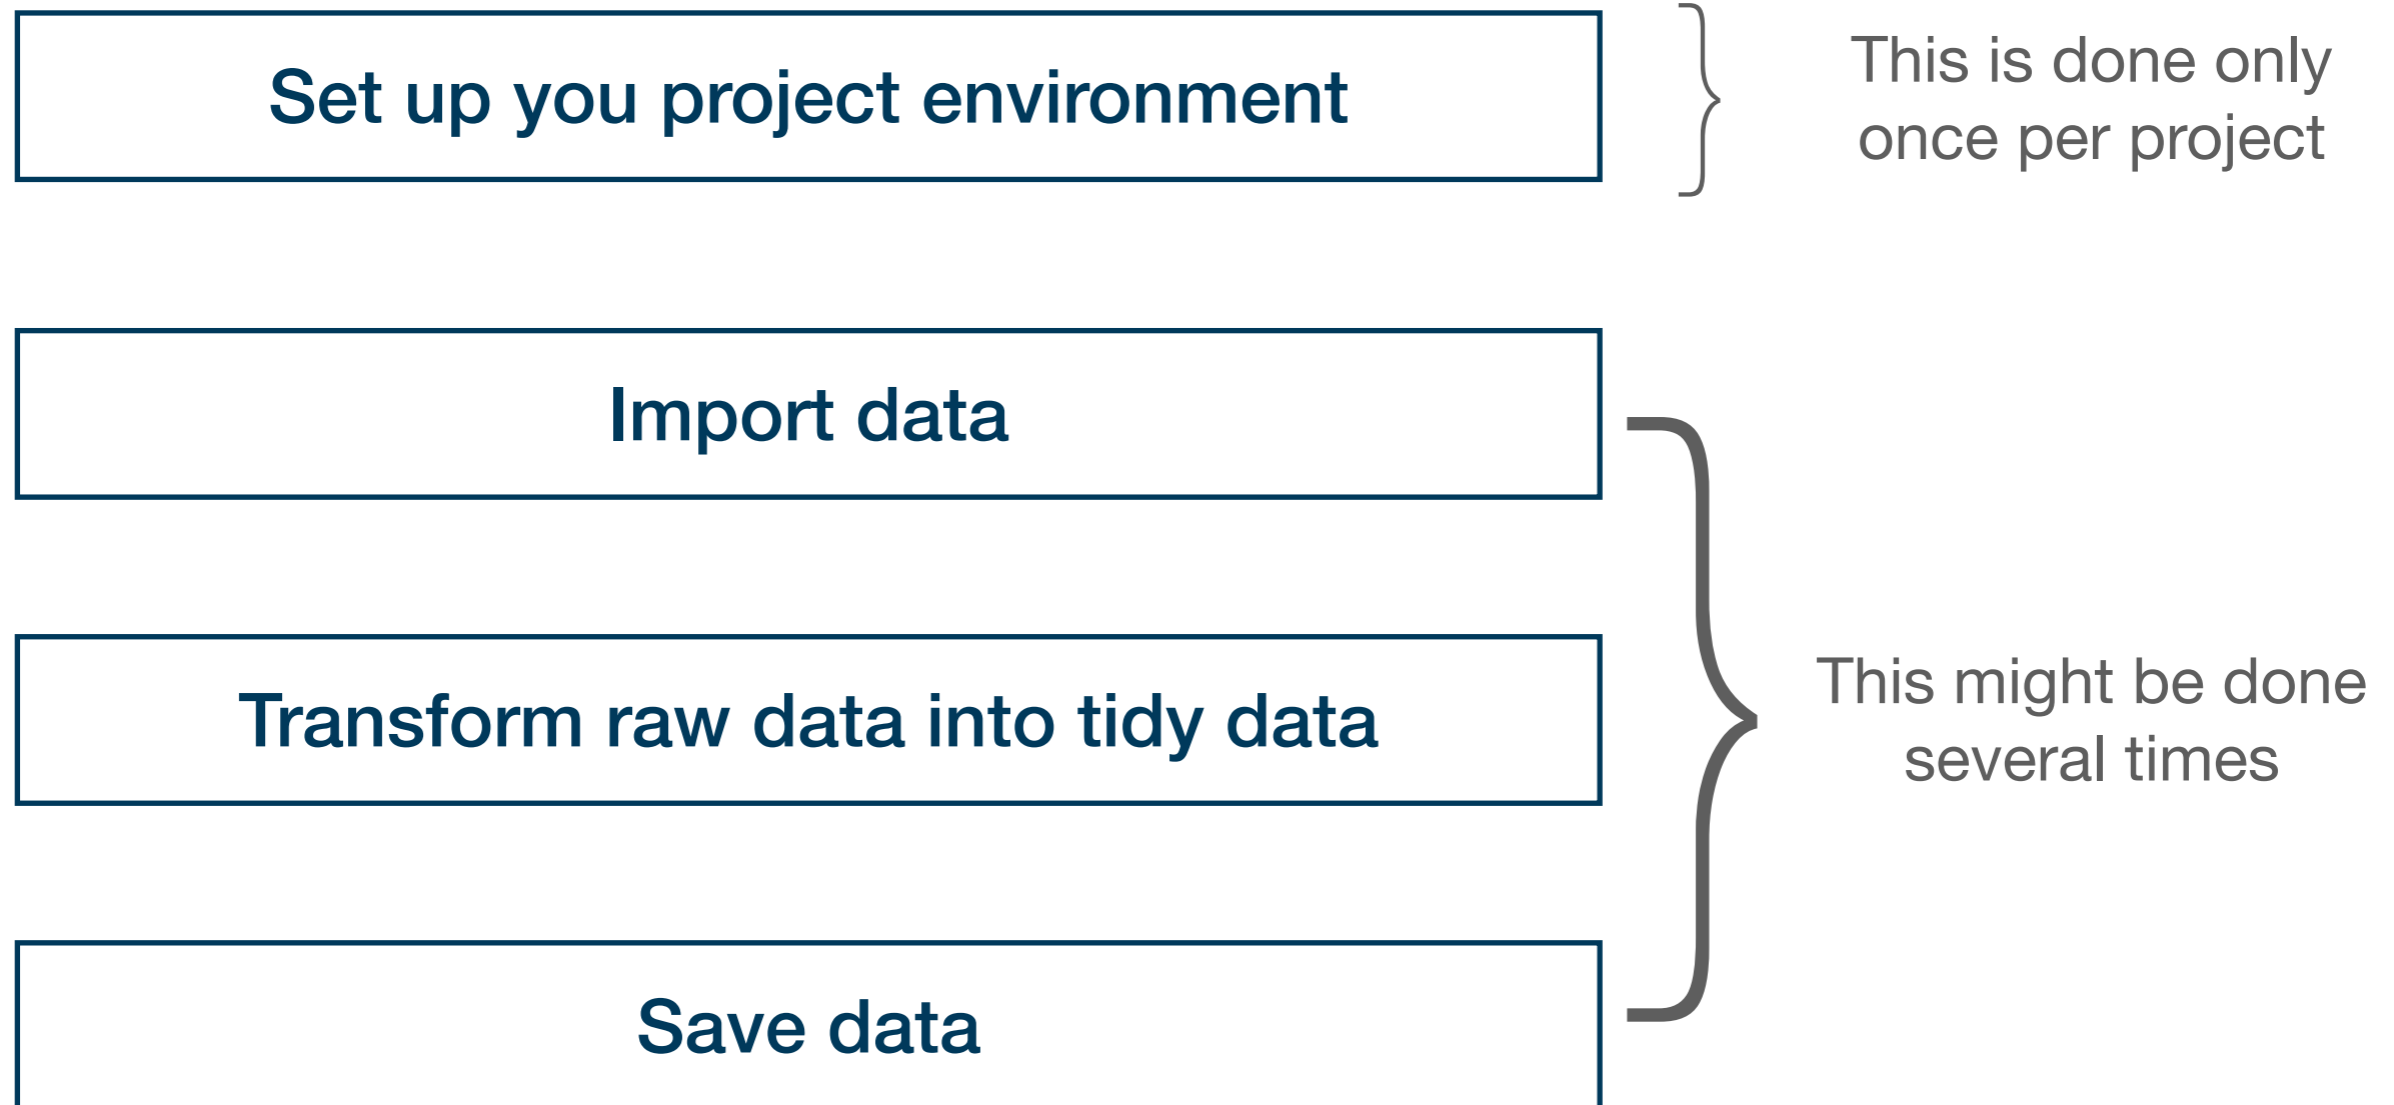 Set up you project environment
This is done only
once per project
Import data
Transform raw data into tidy data
This might be done
several times
Save data